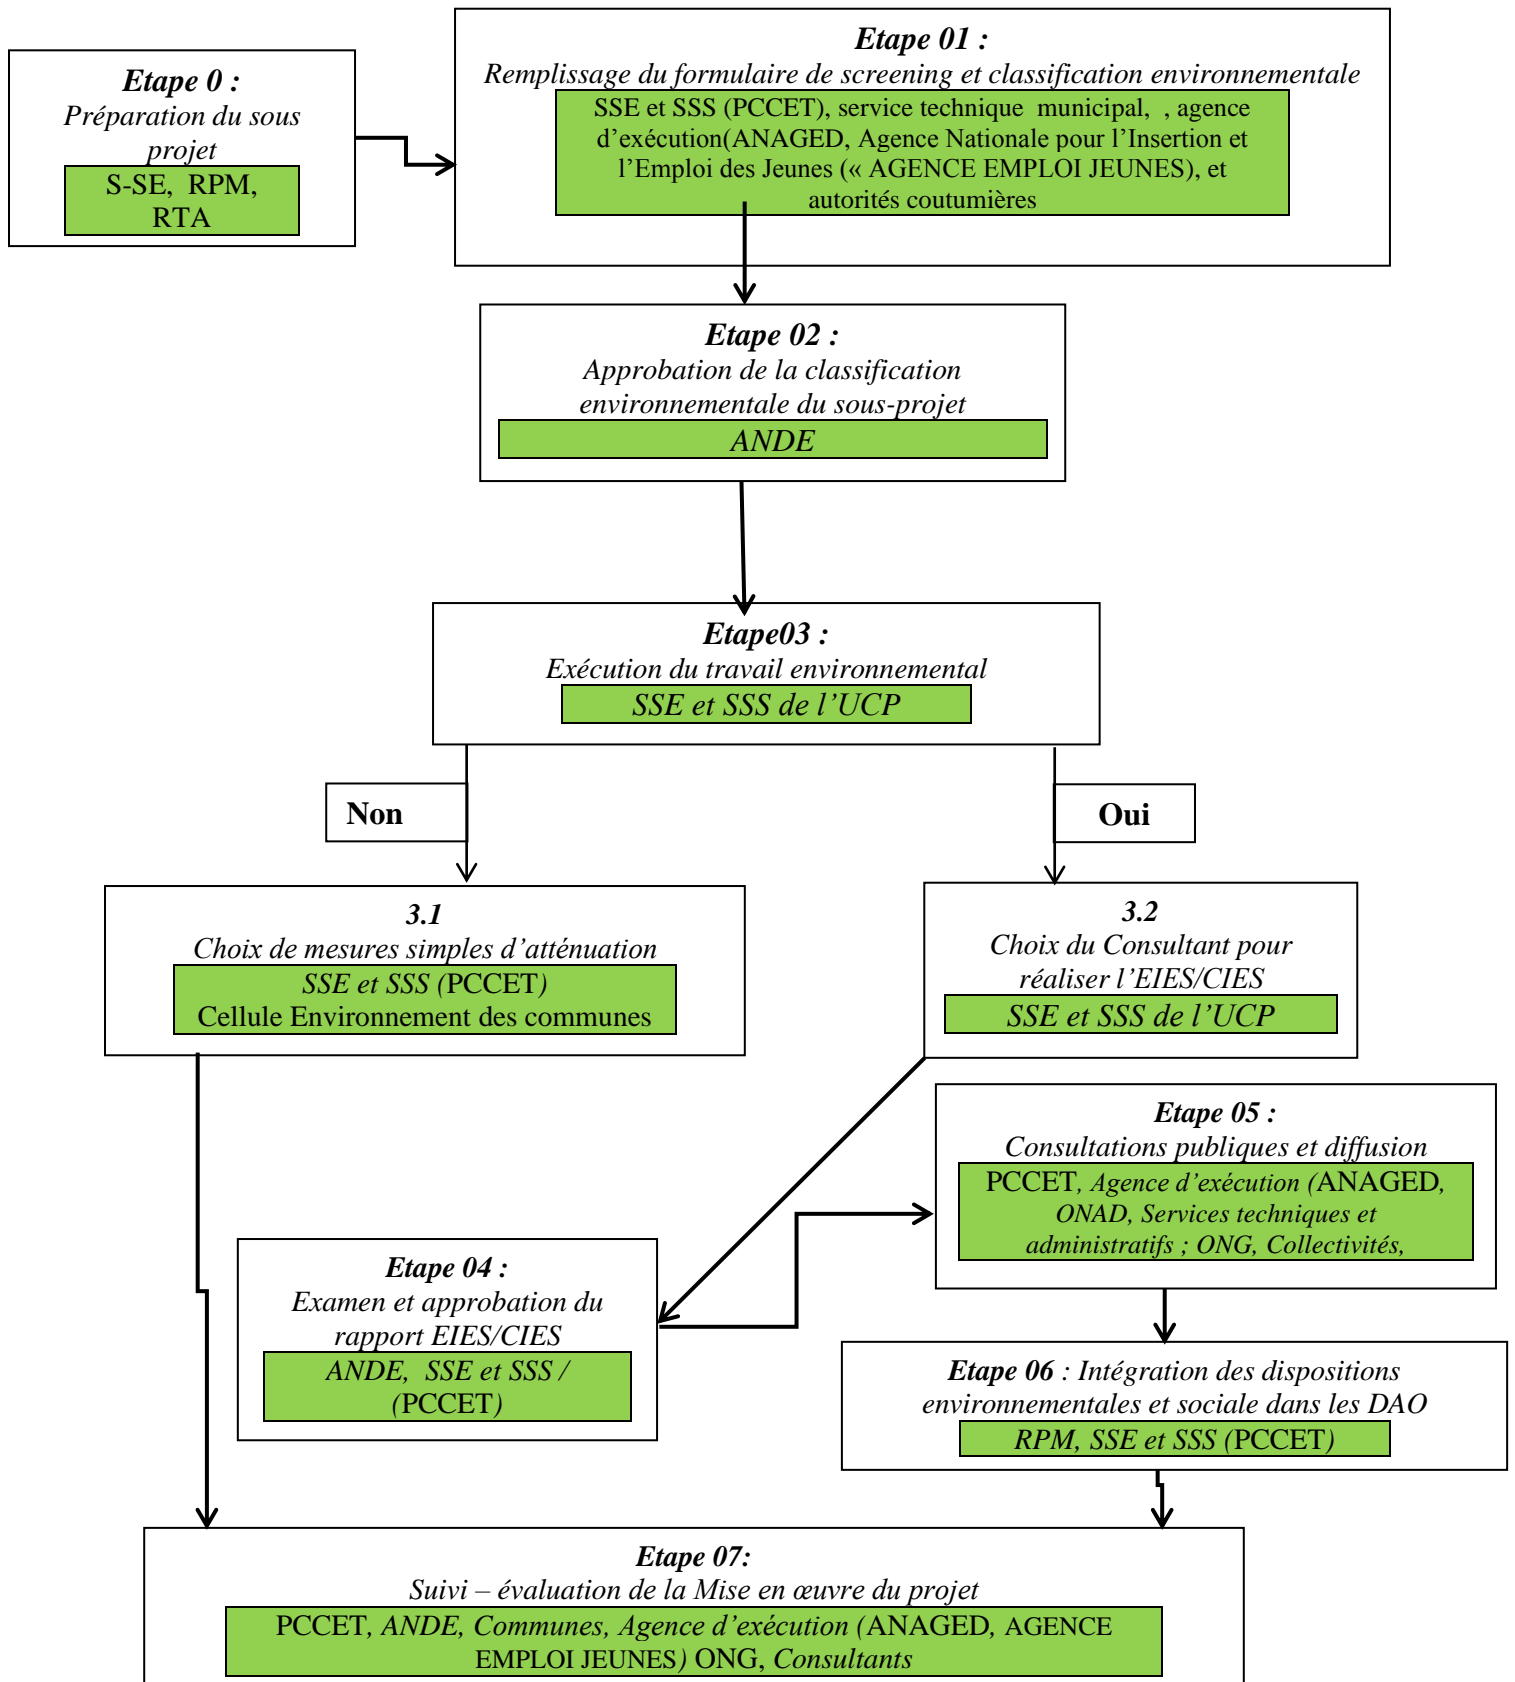 Etape 0 :
Préparation du sous
projet
S-SE, RPM,
RTA
Etape 01 :
Remplissage du formulaire de screening et classification environnementale
SSE et SSS (PCCET), service technique municipal, , agence
d’exécution(ANAGED, Agence Nationale pour l’Insertion et
l’Emploi des Jeunes (« AGENCE EMPLOI JEUNES), et
autorités coutumières
Etape 02 :
Approbation de la classification
environnementale du sous-projet
ANDE
Etape03 :
Exécution du travail environnemental
SSE et SSS de l’UCP
Non
Oui
3.1
Choix de mesures simples d’atténuation
SSE et SSS (PCCET)
Cellule Environnement des communes
3.2
Choix du Consultant pour
réaliser l’EIES/CIES
SSE et SSS de l’UCP
Etape 04 :
Examen et approbation du
rapport EIES/CIES
ANDE, SSE et SSS /
(PCCET)
Etape 05 :
Consultations publiques et diffusion
PCCET, Agence d’exécution (ANAGED,
ONAD, Services techniques et
administratifs ; ONG, Collectivités,
Etape 06 : Intégration des dispositions
environnementales et sociale dans les DAO
RPM, SSE et SSS (PCCET)
Etape 07:
Suivi – évaluation de la Mise en œuvre du projet
PCCET, ANDE, Communes, Agence d’exécution (ANAGED, AGENCE
EMPLOI JEUNES) ONG, Consultants